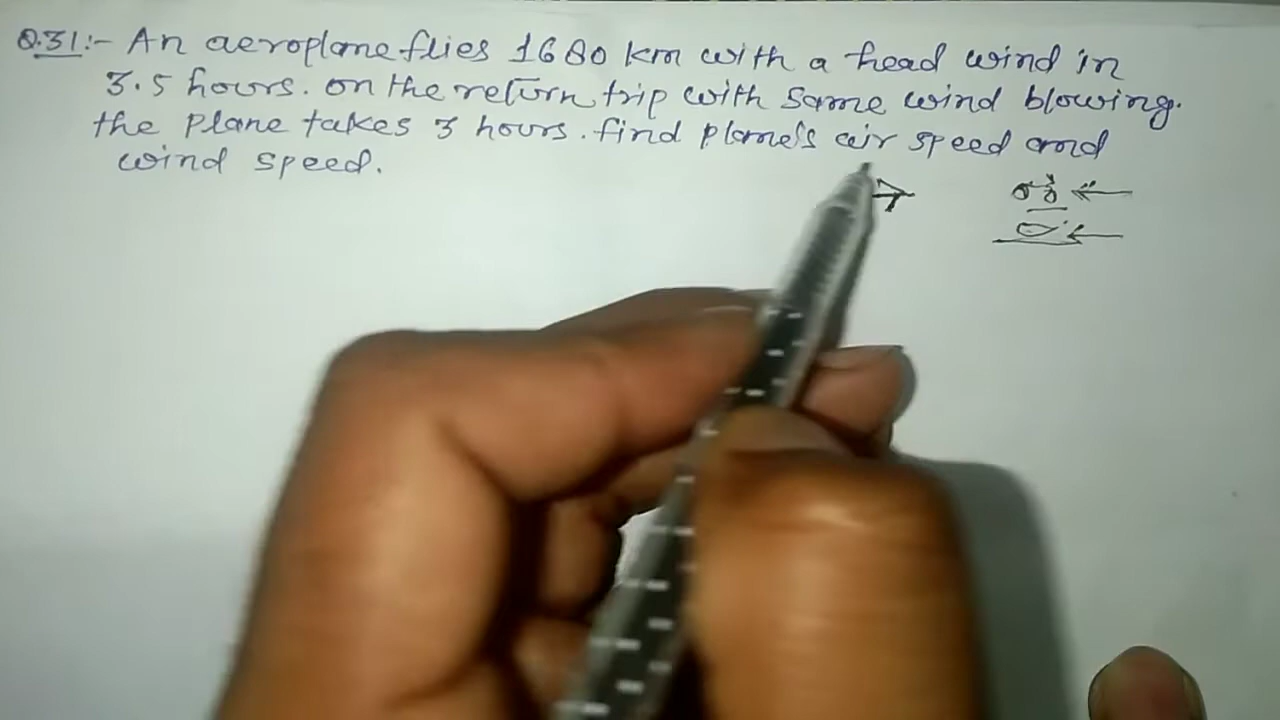 Q.31:- An aeroplane flies 1680 km with a head wind in
3.5 hours. on the return trip with same wind blowing.
the plane takes 3 hours. find plane's air speed and
wind speed.